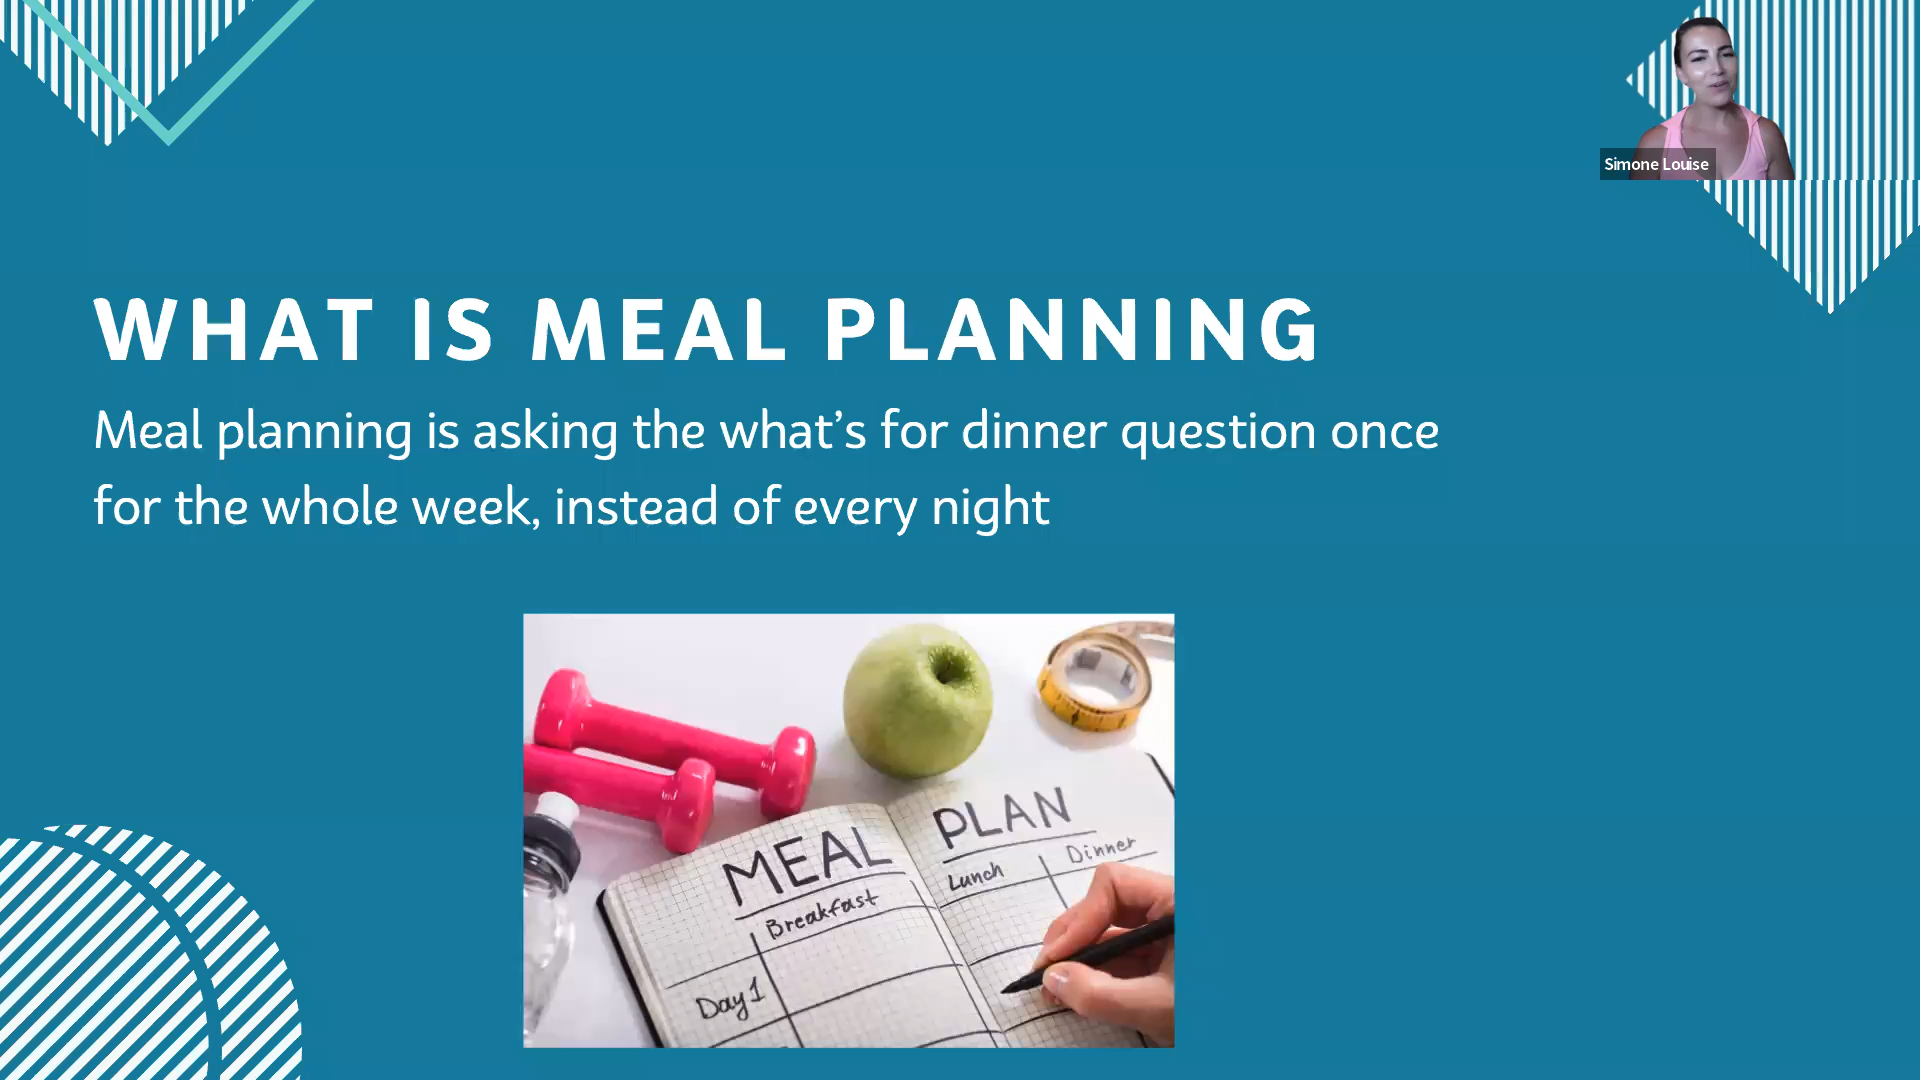 Simone Louise
WHAT IS MEAL PLANNING
Meal planning is asking the what’s for dinner question once
for the whole week, instead of every night
MEAL PLAN
Breakfast Lunch Dinner
Day 1